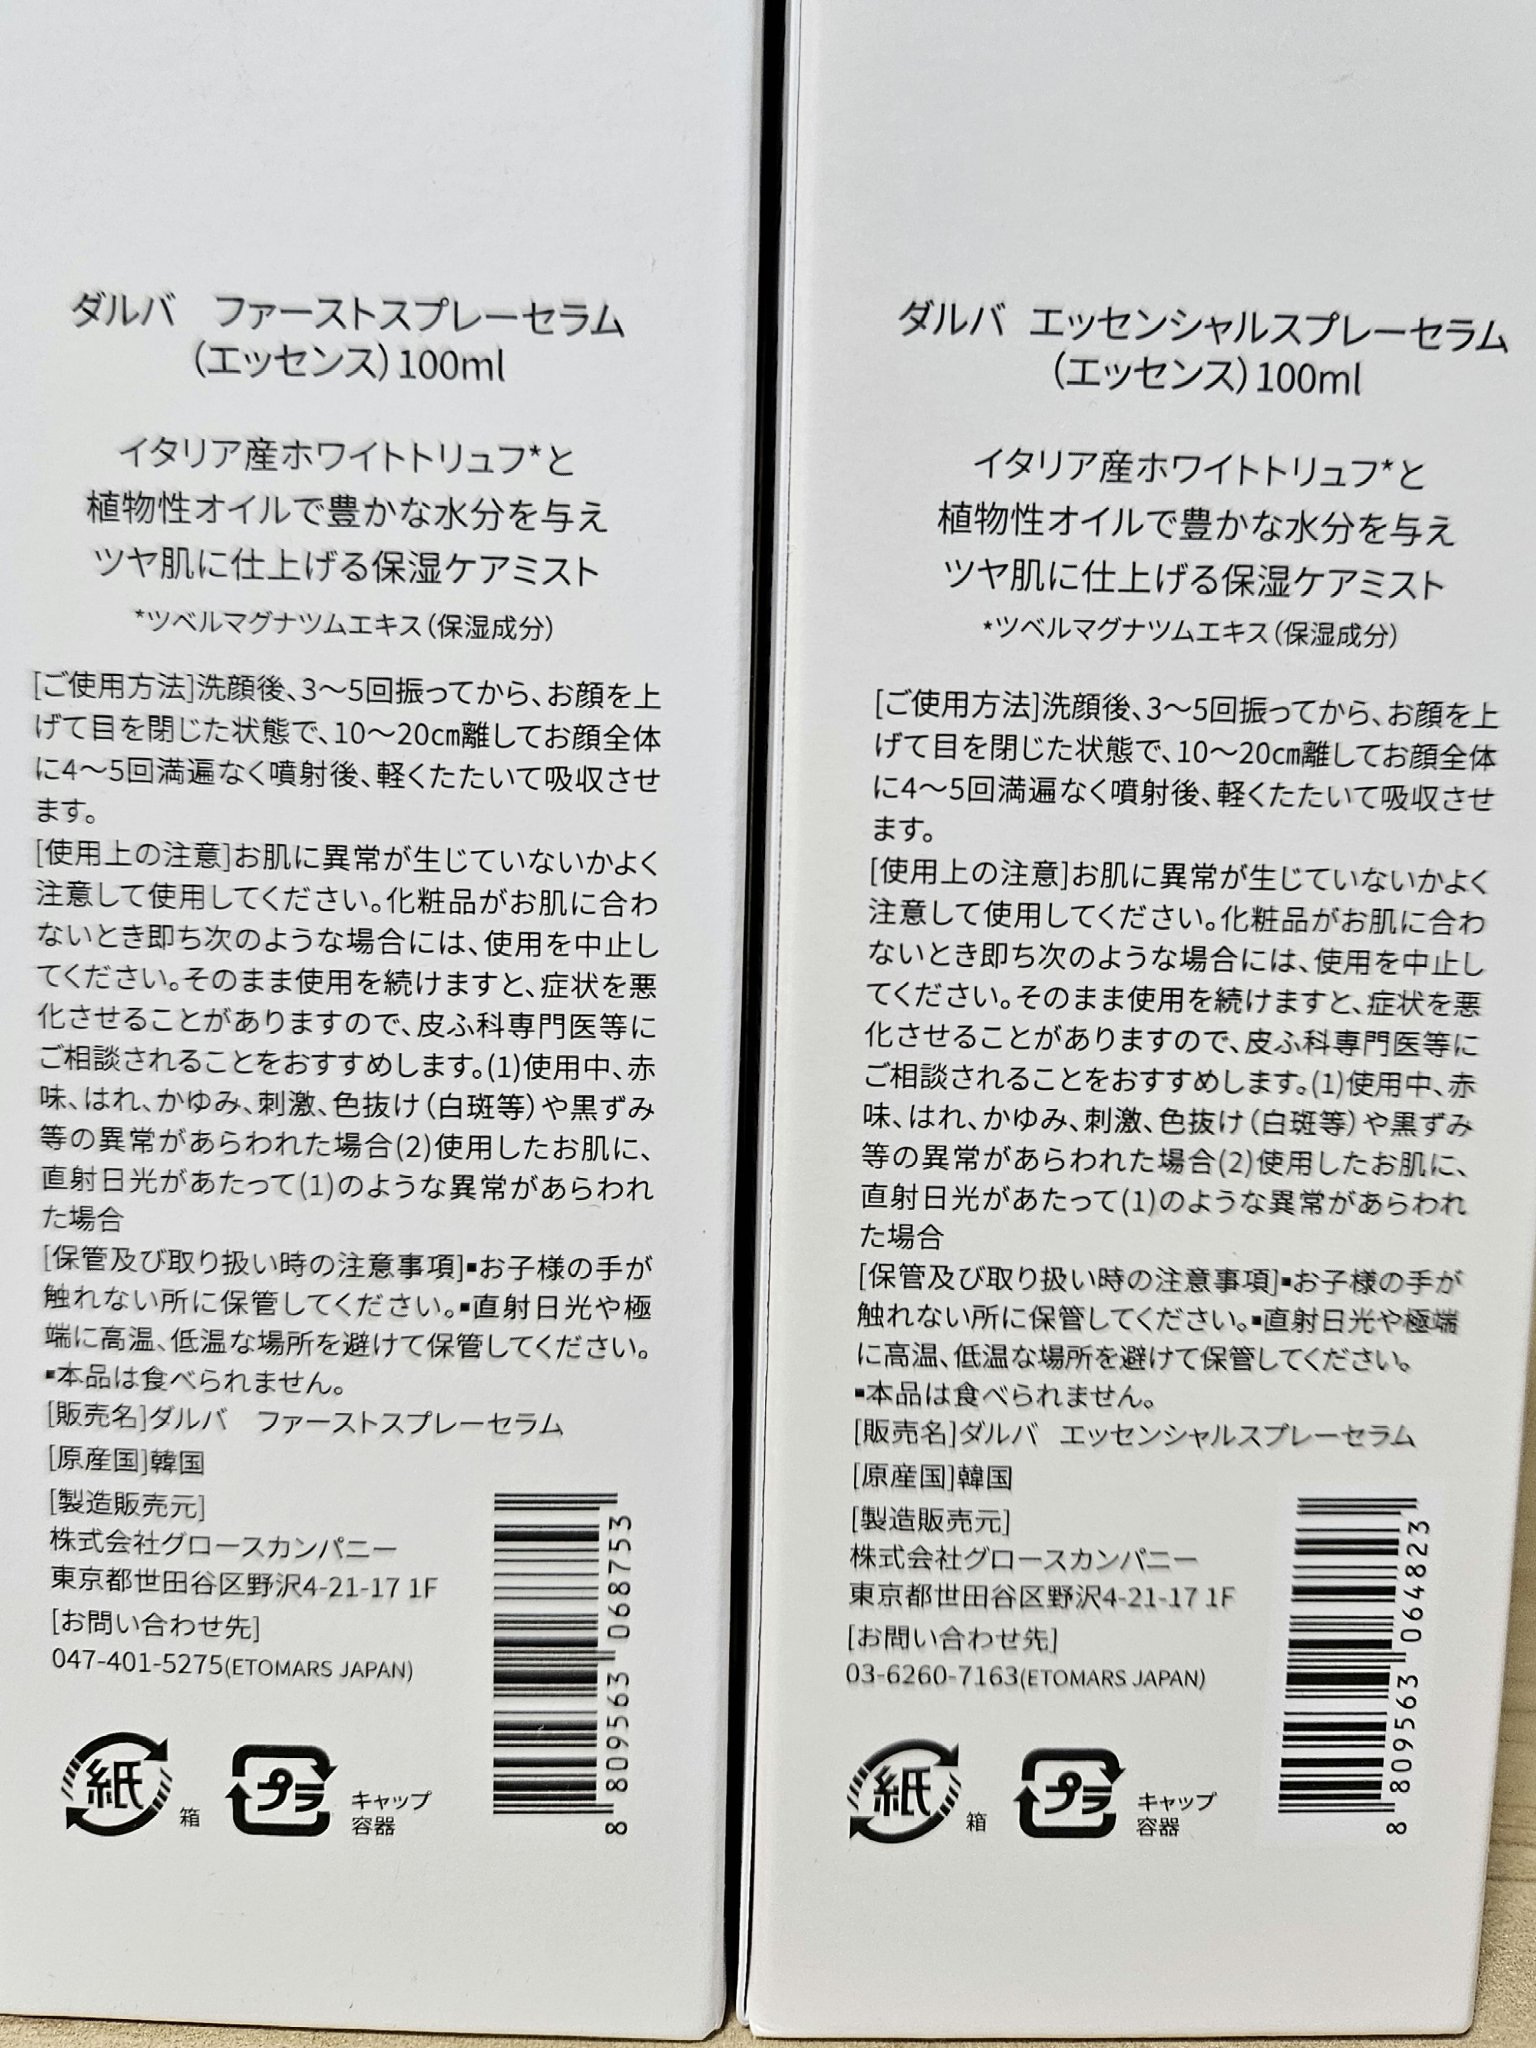 ダルバ　ファーストスプレーセラム
（エッセンス）100ml
イタリア産ホワイトトリュフ*と
植物性オイルで豊かな水分を与え
ツヤ肌に仕上げる保湿ケアミスト
*ツベルマグナツムエキス（保湿成分）
[ご使用方法]洗顔後、3～5回振ってから、お顔を上
げて目を閉じた状態で、10～20㎝離してお顔全体
に4～5回満遍なく噴射後、軽くたたいて吸収させ
ます。
[使用上の注意]お肌に異常が生じていないかよく
注意して使用してください。化粧品がお肌に合わ
ないとき即ち次のような場合には、使用を中止し
てください。そのまま使用を続けますと、症状を悪
化させることがありますので、皮ふ科専門医等に
ご相談されることをおすすめします。(1)使用中、赤
味、はれ、かゆみ、刺激、色抜け（白斑等）や黒ずみ
等の異常があらわれた場合(2)使用したお肌に、
直射日光があたって(1)のような異常があらわれ
た場合
[保管及び取り扱い時の注意事項]▪お子様の手が
触れない所に保管してください。▪直射日光や極
端に高温、低温な場所を避けて保管してください。
▪本品は食べられません。
[販売名]ダルバ　ファーストスプレーセラム
[原産国]韓国
[製造販売元]
株式会社グロースカンパニー
東京都世田谷区野沢4-21-17 1F
[お問い合わせ先]
047-401-5275(ETOMARS JAPAN)
8 809563 068753
紙
箱
プラ
キャップ
容器
ダルバ　エッセンシャルスプレーセラム
（エッセンス）100ml
イタリア産ホワイトトリュフ*と
植物性オイルで豊かな水分を与え
ツヤ肌に仕上げる保湿ケアミスト
*ツベルマグナツムエキス（保湿成分）
[ご使用方法]洗顔後、3～5回振ってから、お顔を上
げて目を閉じた状態で、10～20㎝離してお顔全体
に4～5回満遍なく噴射後、軽くたたいて吸収させ
ます。
[使用上の注意]お肌に異常が生じていないかよく
注意して使用してください。化粧品がお肌に合わ
ないとき即ち次のような場合には、使用を中止し
てください。そのまま使用を続けますと、症状を悪
化させることがありますので、皮ふ科専門医等に
ご相談されることをおすすめします。(1)使用中、赤
味、はれ、かゆみ、刺激、色抜け（白斑等）や黒ずみ
等の異常があらわれた場合(2)使用したお肌に、
直射日光があたって(1)のような異常があらわれ
た場合
[保管及び取り扱い時の注意事項]▪お子様の手が
触れない所に保管してください。▪直射日光や極端
に高温、低温な場所を避けて保管してください。
▪本品は食べられません。
[販売名]ダルバ　エッセンシャルスプレーセラム
[原産国]韓国
[製造販売元]
株式会社グロースカンパニー
東京都世田谷区野沢4-21-17 1F
[お問い合わせ先]
03-6260-7163(ETOMARS JAPAN)
8 809563 064823
紙
箱
プラ
キャップ
容器